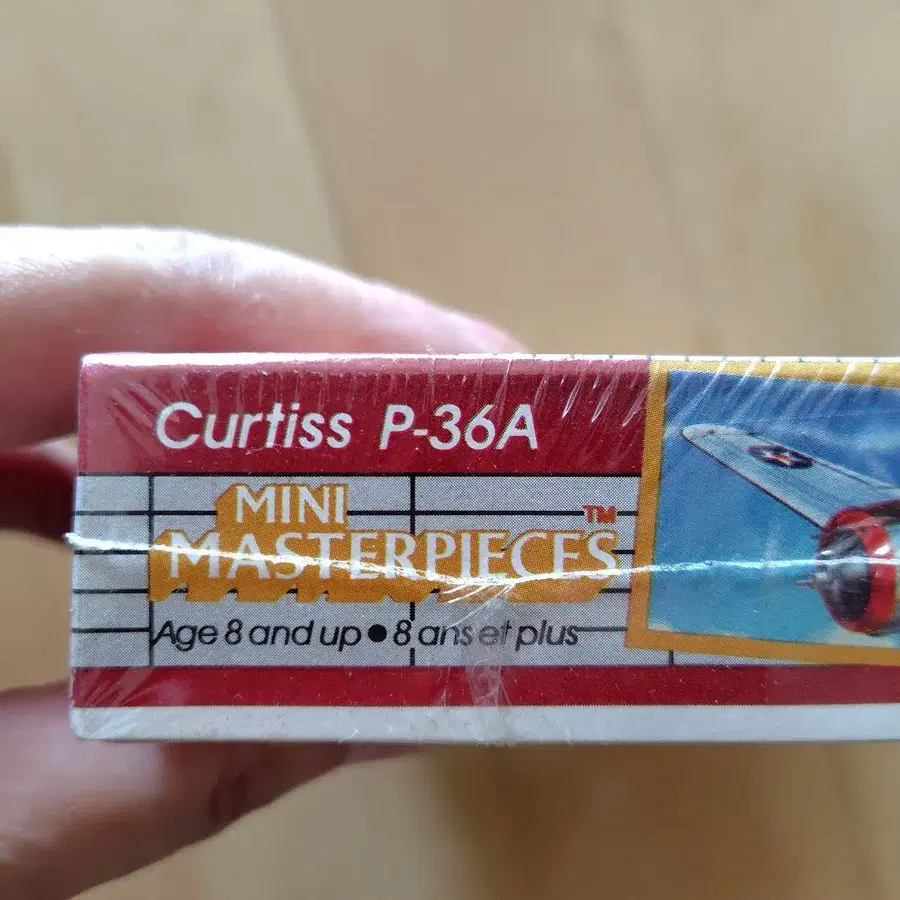 Curtiss P-36A
MINI
MASTERPIECES™
Age 8 and up • 8 ans et plus